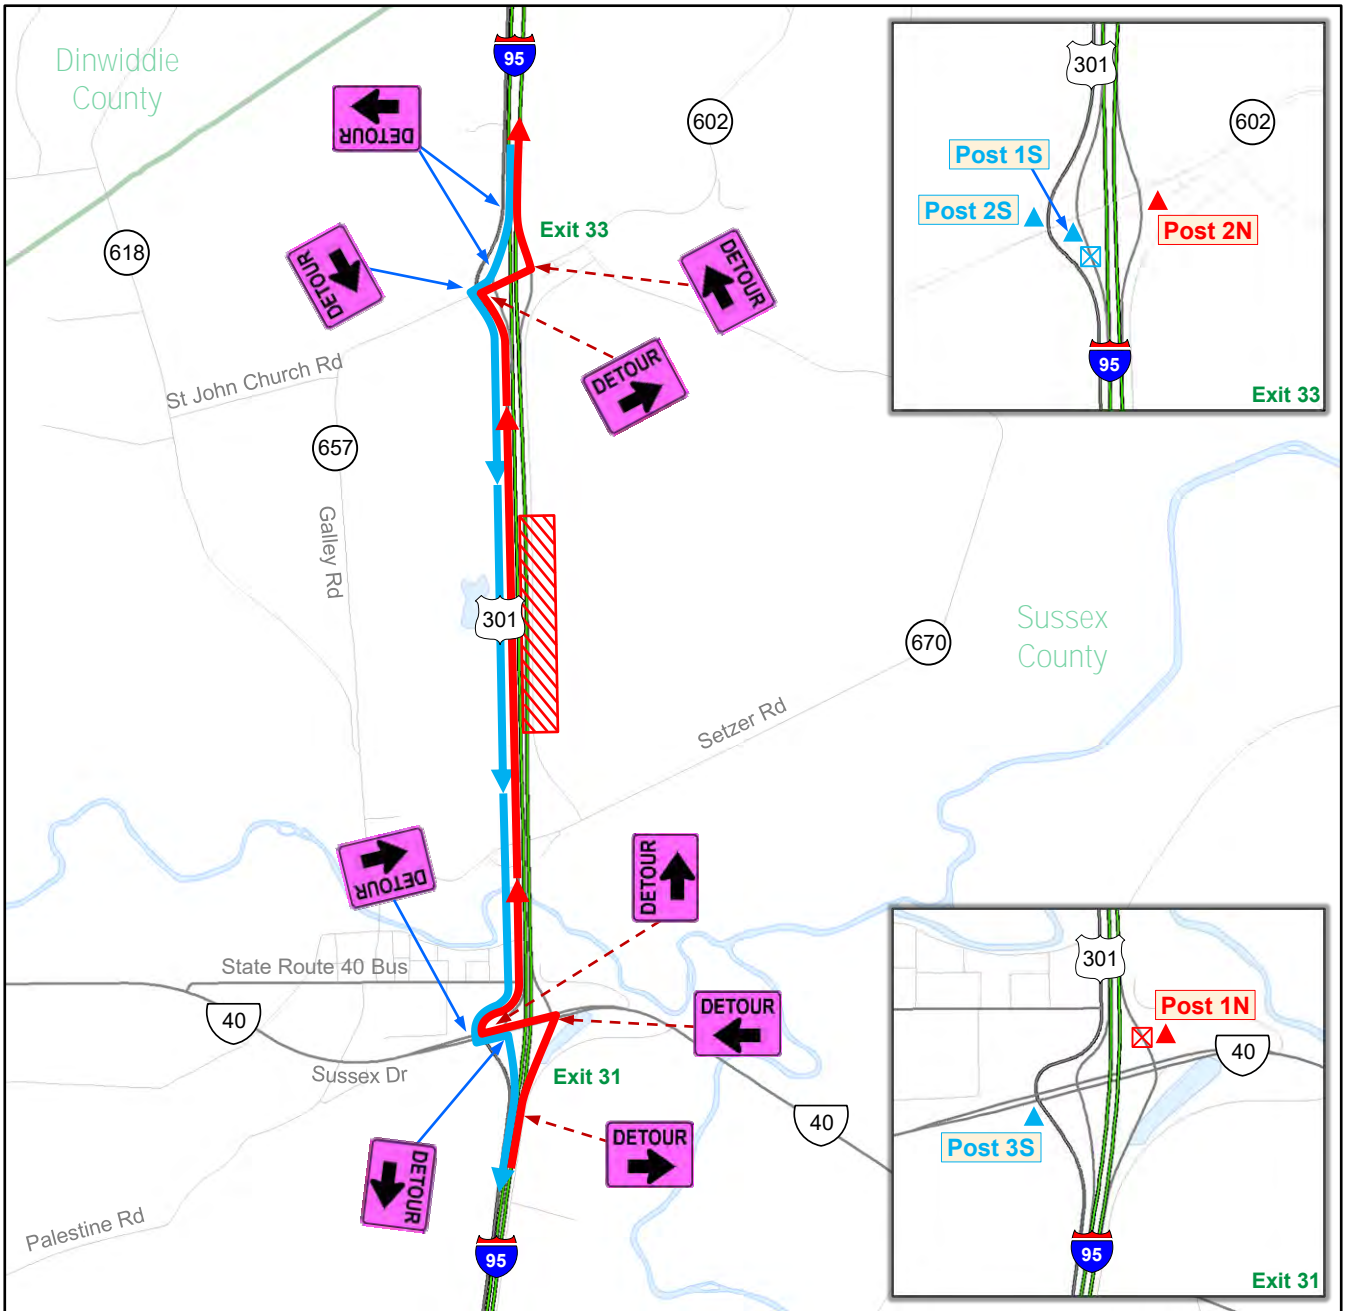 Dinwiddie
County
95
DETOUR
602
618
Exit 33
DETOUR
DETOUR
DETOUR
St John Church Rd
657
Galley Rd
301
Sussex
County
670
Setzer Rd
DETOUR
DETOUR
State Route 40 Bus
40
DETOUR
Sussex Dr
Exit 31
40
DETOUR
DETOUR
Palestine Rd
95
301
602
Post 1S
Post 2S
Post 2N
95
Exit 33
301
Post 1N
40
Post 3S
95
Exit 31